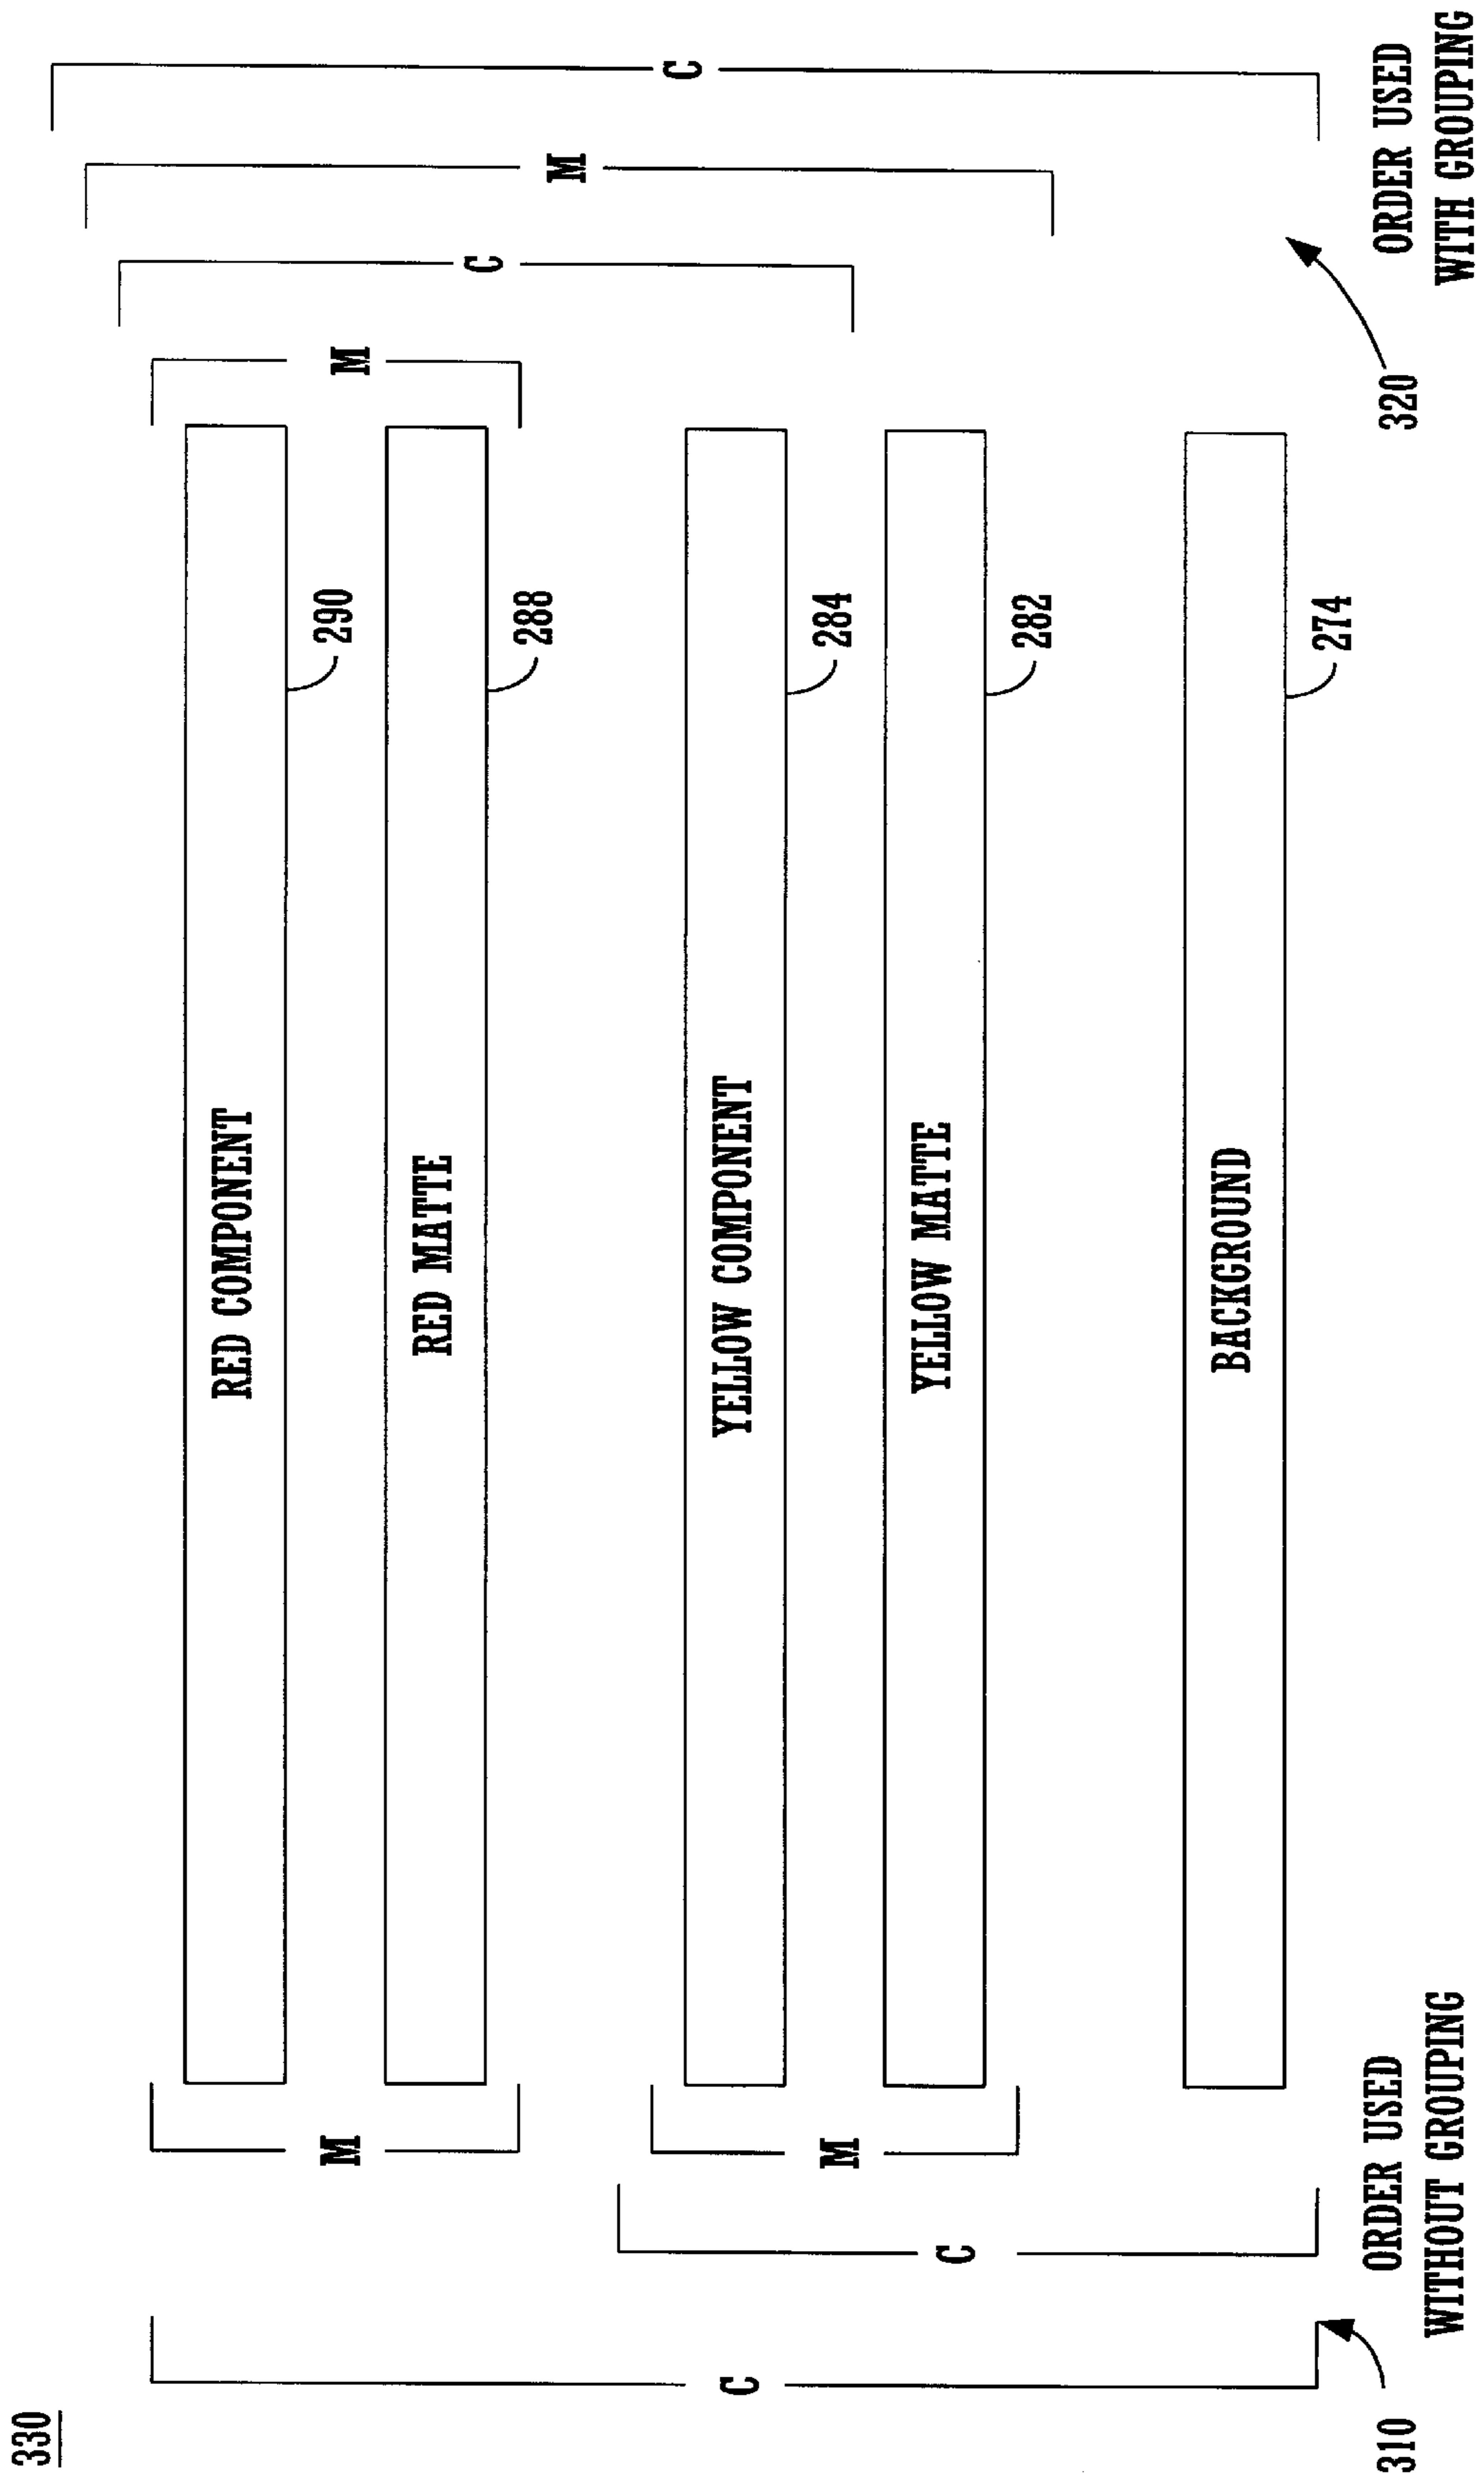 330
C
M
M
C
M
C
M
C
RED COMPONENT
290
RED MATTE
288
YELLOW COMPONENT
284
YELLOW MATTE
282
BACKGROUND
274
310
ORDER USED
WITHOUT GROUPING
320
ORDER USED
WITH GROUPING